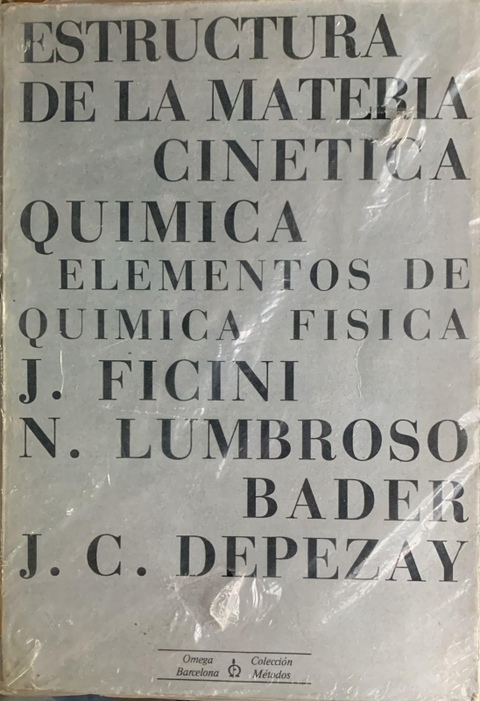 ESTRUCTURA
DE LA MATERIA
CINETICA
QUIMICA
ELEMENTOS DE
QUIMICA FISICA
J. FICINI
N. LUMBROSO
BADER
J. C. DEPEZAY
Omega Colección
Barcelona Métodos